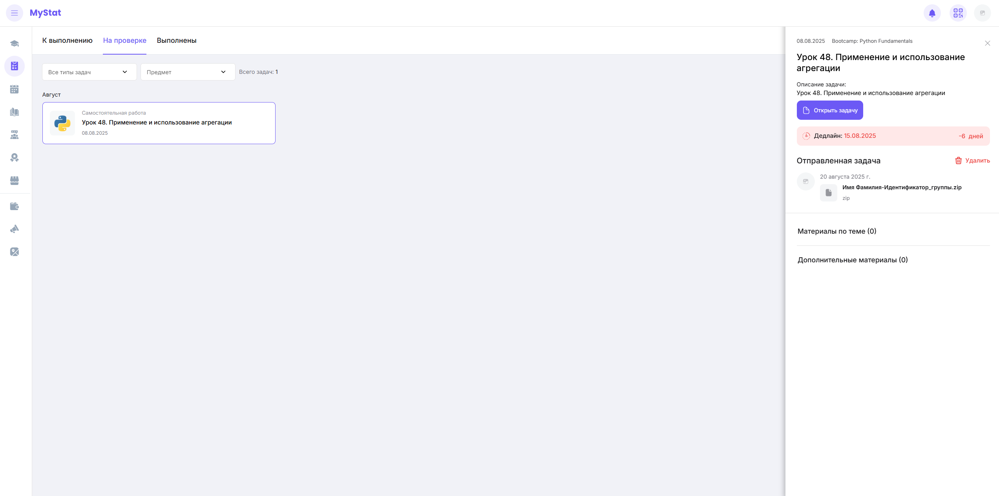 MyStat
К выполнению
На проверке
Выполнены
Все типы задач
Предмет
Всего задач: 1
Август
Самостоятельная работа
Урок 48. Применение и использование агрегации
08.08.2025
08.08.2025 Bootcamp: Python Fundamentals
Урок 48. Применение и использование
агрегации
Описание задачи:
Урок 48. Применение и использование агрегации
Открыть задачу
Дедлайн: 15.08.2025
-6 дней
Отправленная задача
Удалить
20 августа 2025 г.
Имя Фамилия-Идентификатор_группы.zip
zip
Материалы по теме (0)
Дополнительные материалы (0)